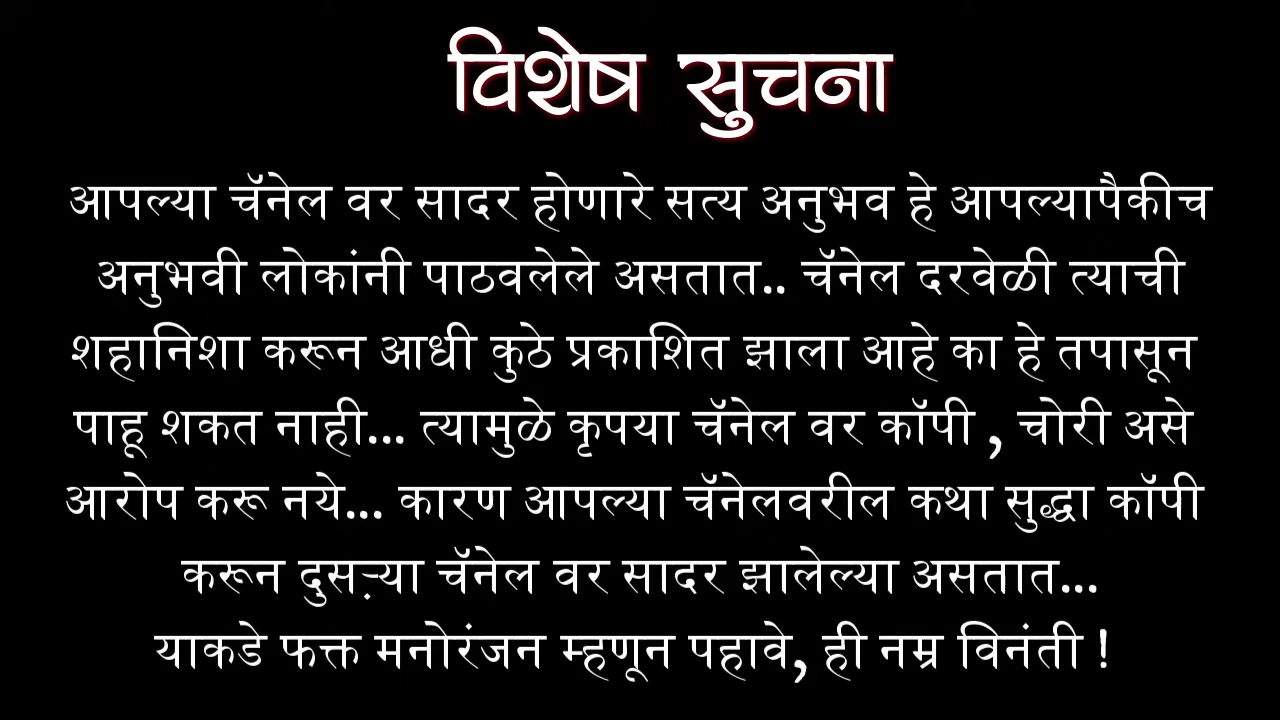 विशेष सुचना
आपल्या चॅनेल वर सादर होणारे सत्य अनुभव हे आपल्यापैकीच
अनुभवी लोकांनी पाठवलेले असतात.. चॅनेल दरवेळी त्याची
शहानिशा करून आधी कुठे प्रकाशित झाला आहे का हे तपासून
पाहू शकत नाही... त्यामुळे कृपया चॅनेल वर कॉपी , चोरी असे
आरोप करू नये... कारण आपल्या चॅनेलवरील कथा सुद्धा कॉपी
करून दुसऱ्या चॅनेल वर सादर झालेल्या असतात...
याकडे फक्त मनोरंजन म्हणून पहावे, ही नम्र विनंती !